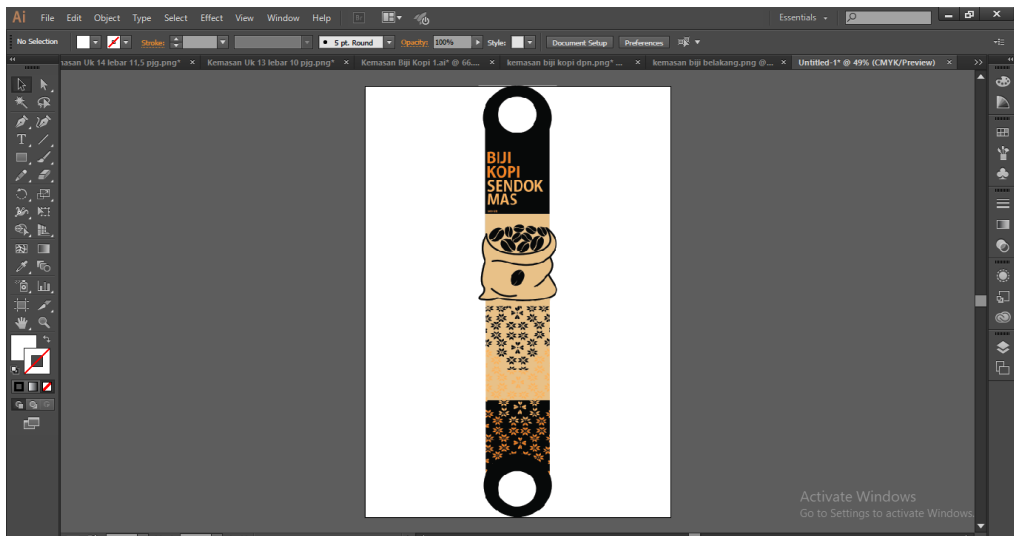 Ai File Edit Object Type Select Effect View Window Help Br Essentials
No Selection Stroke: 5 pt. Round Opacity: 100% Style: Document Setup Preferences
nasan Uk 14 lebar 11,5 pjg.png* × Kemasan Uk 13 lebar 10 pjg.png* × Kemasan Biji Kopi 1.ai* @ 66.... × kemasan biji kopi dpn.png* ... × kemasan biji belakang.png @... × Untitled-1* @ 49% (CMYK/Preview) ×
BIJI
KOPI
SENDOK
MAS
Activate Windows
Go to Settings to activate Windows.